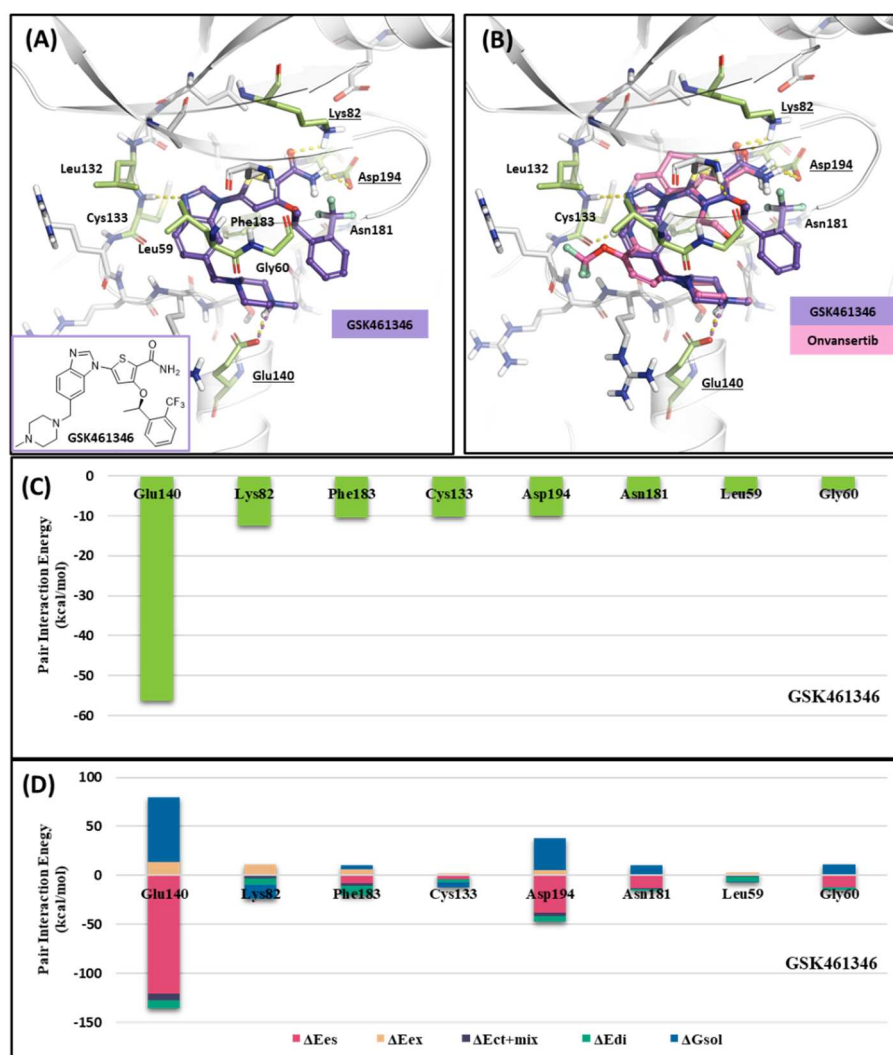 (A)
Lys82
Leu132
Asp194
Cys133
Phe183
Asn181
Leu59
Gly60
GSK461346
Glu140
N
N
S
O
NH₂
O
CF₃
N
N
GSK461346
(B)
Lys82
Leu132
Asp194
Cys133
Asn181
GSK461346
Onvansertib
Glu140
(C)
Pair Interaction Energy
(kcal/mol)
0
-10
-20
-30
-40
-50
-60
Glu140 Lys82 Phe183 Cys133 Asp194 Asn181 Leu59 Gly60
GSK461346
(D)
Pair Interaction Enegy
(kcal/mol)
100
50
0
-50
-100
-150
Glu140 Lys82 Phe183 Cys133 Asp194 Asn181 Leu59 Gly60
GSK461346
ΔEes ΔEex ΔEct+mix ΔEdi ΔGsol